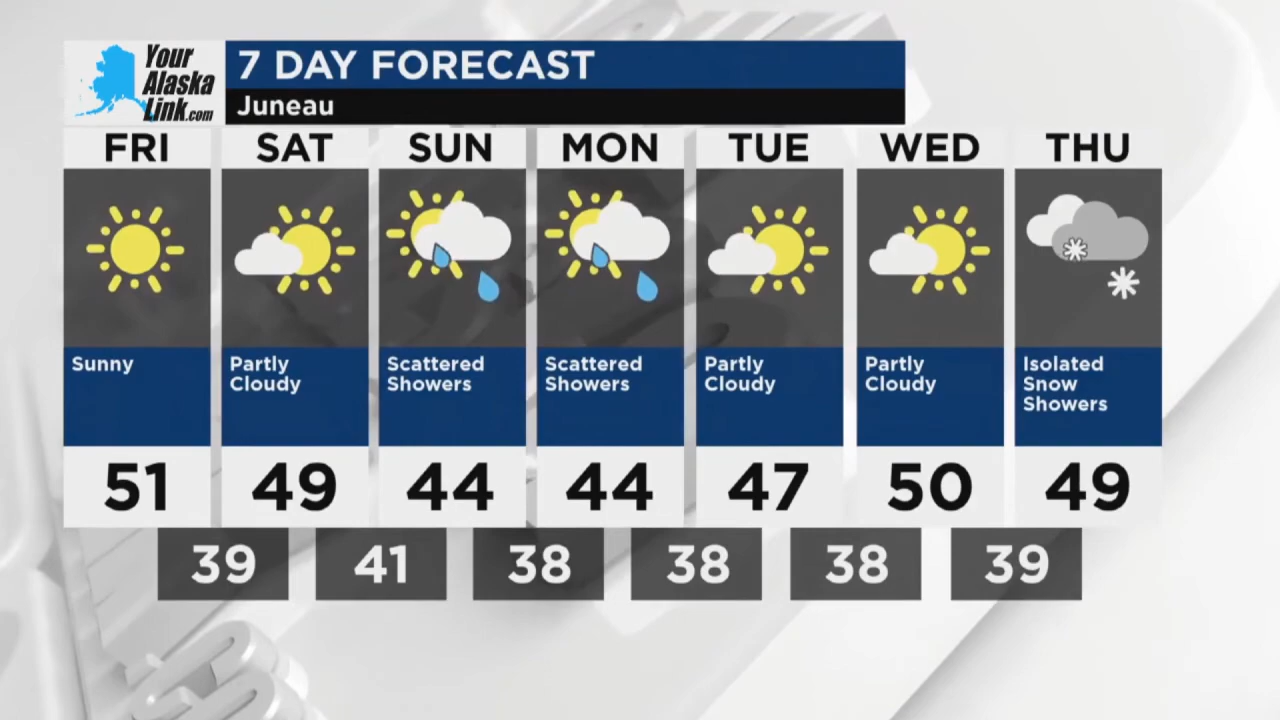 Your
Alaska
Link.com
7 DAY FORECAST
Juneau
FRI SAT SUN MON TUE WED THU
Sunny
Partly
Cloudy
Scattered
Showers
Scattered
Showers
Partly
Cloudy
Partly
Cloudy
Isolated
Snow
Showers
51 49 44 44 47 50 49
39 41 38 38 38 39